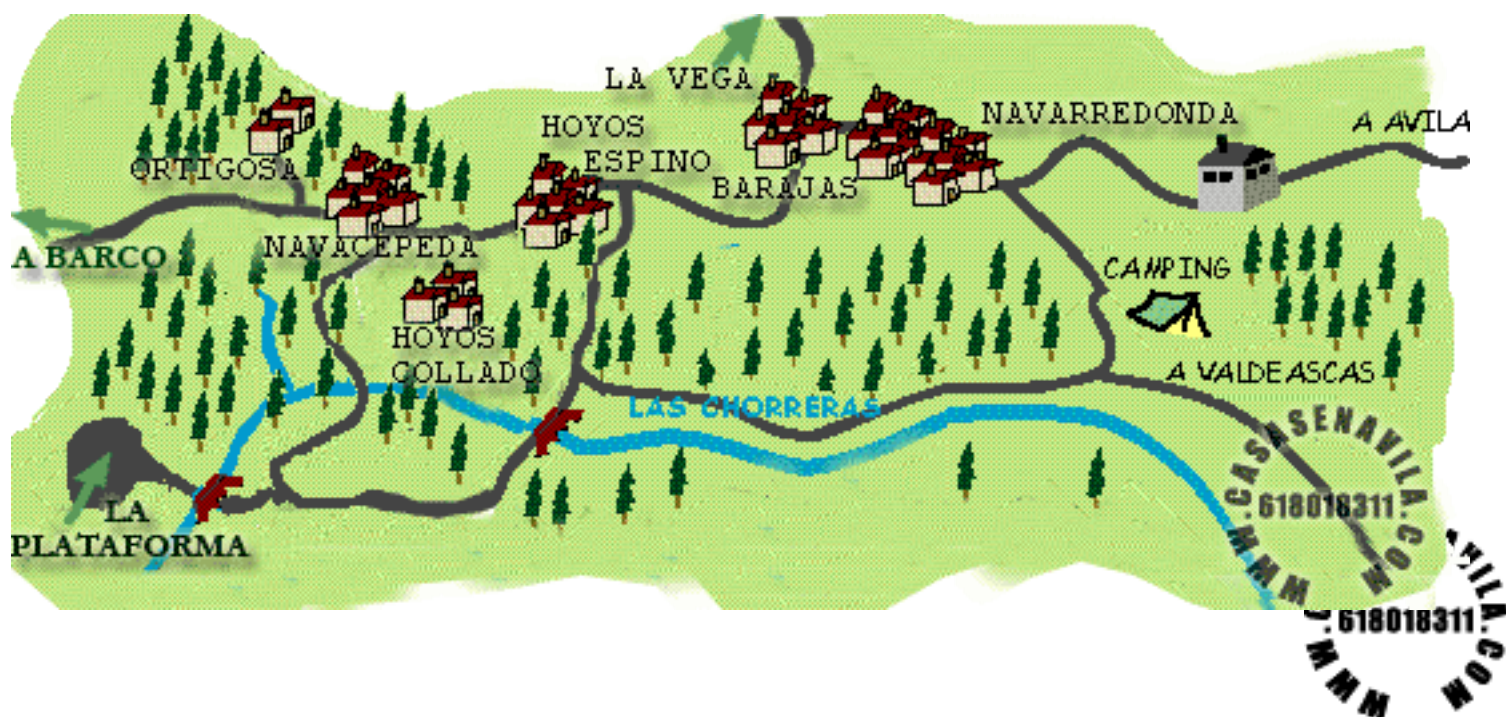 LA VEGA
HOYOS
ESPINO
NAVARREDONDA
A AVILA
ORTIGOSA
BARAJAS
NAVACEPEDA
A BARCO
CAMPING
HOYOS
COLLADO
A VALDEASCAS
LAS CHORRERAS
LA
PLATAFORMA
WWW.CASASENAVILA.COM
618018311
WWW.
AVILA.COM
618018311